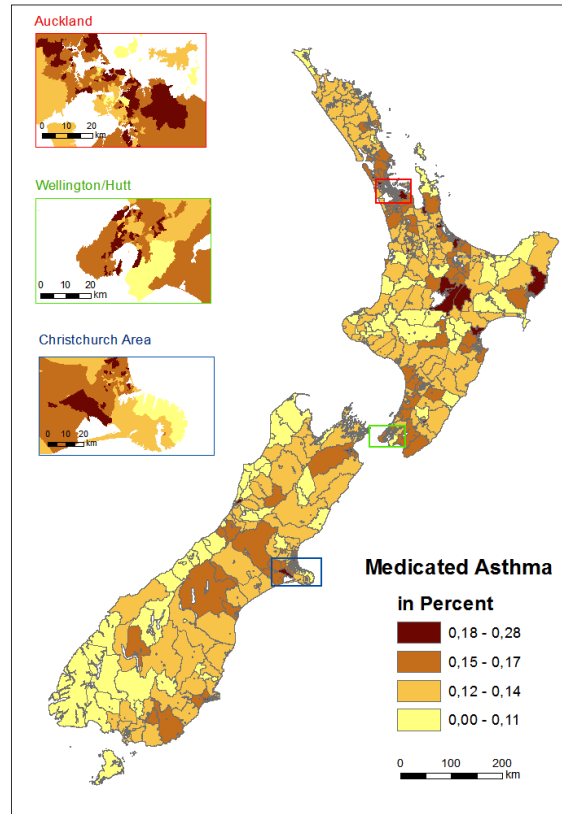 Auckland
0 10 20
km
Wellington/Hutt
0 10 20
km
Christchurch Area
0 10 20
km
Medicated Asthma
in Percent
0,18 - 0,28
0,15 - 0,17
0,12 - 0,14
0,00 - 0,11
0 100 200
km